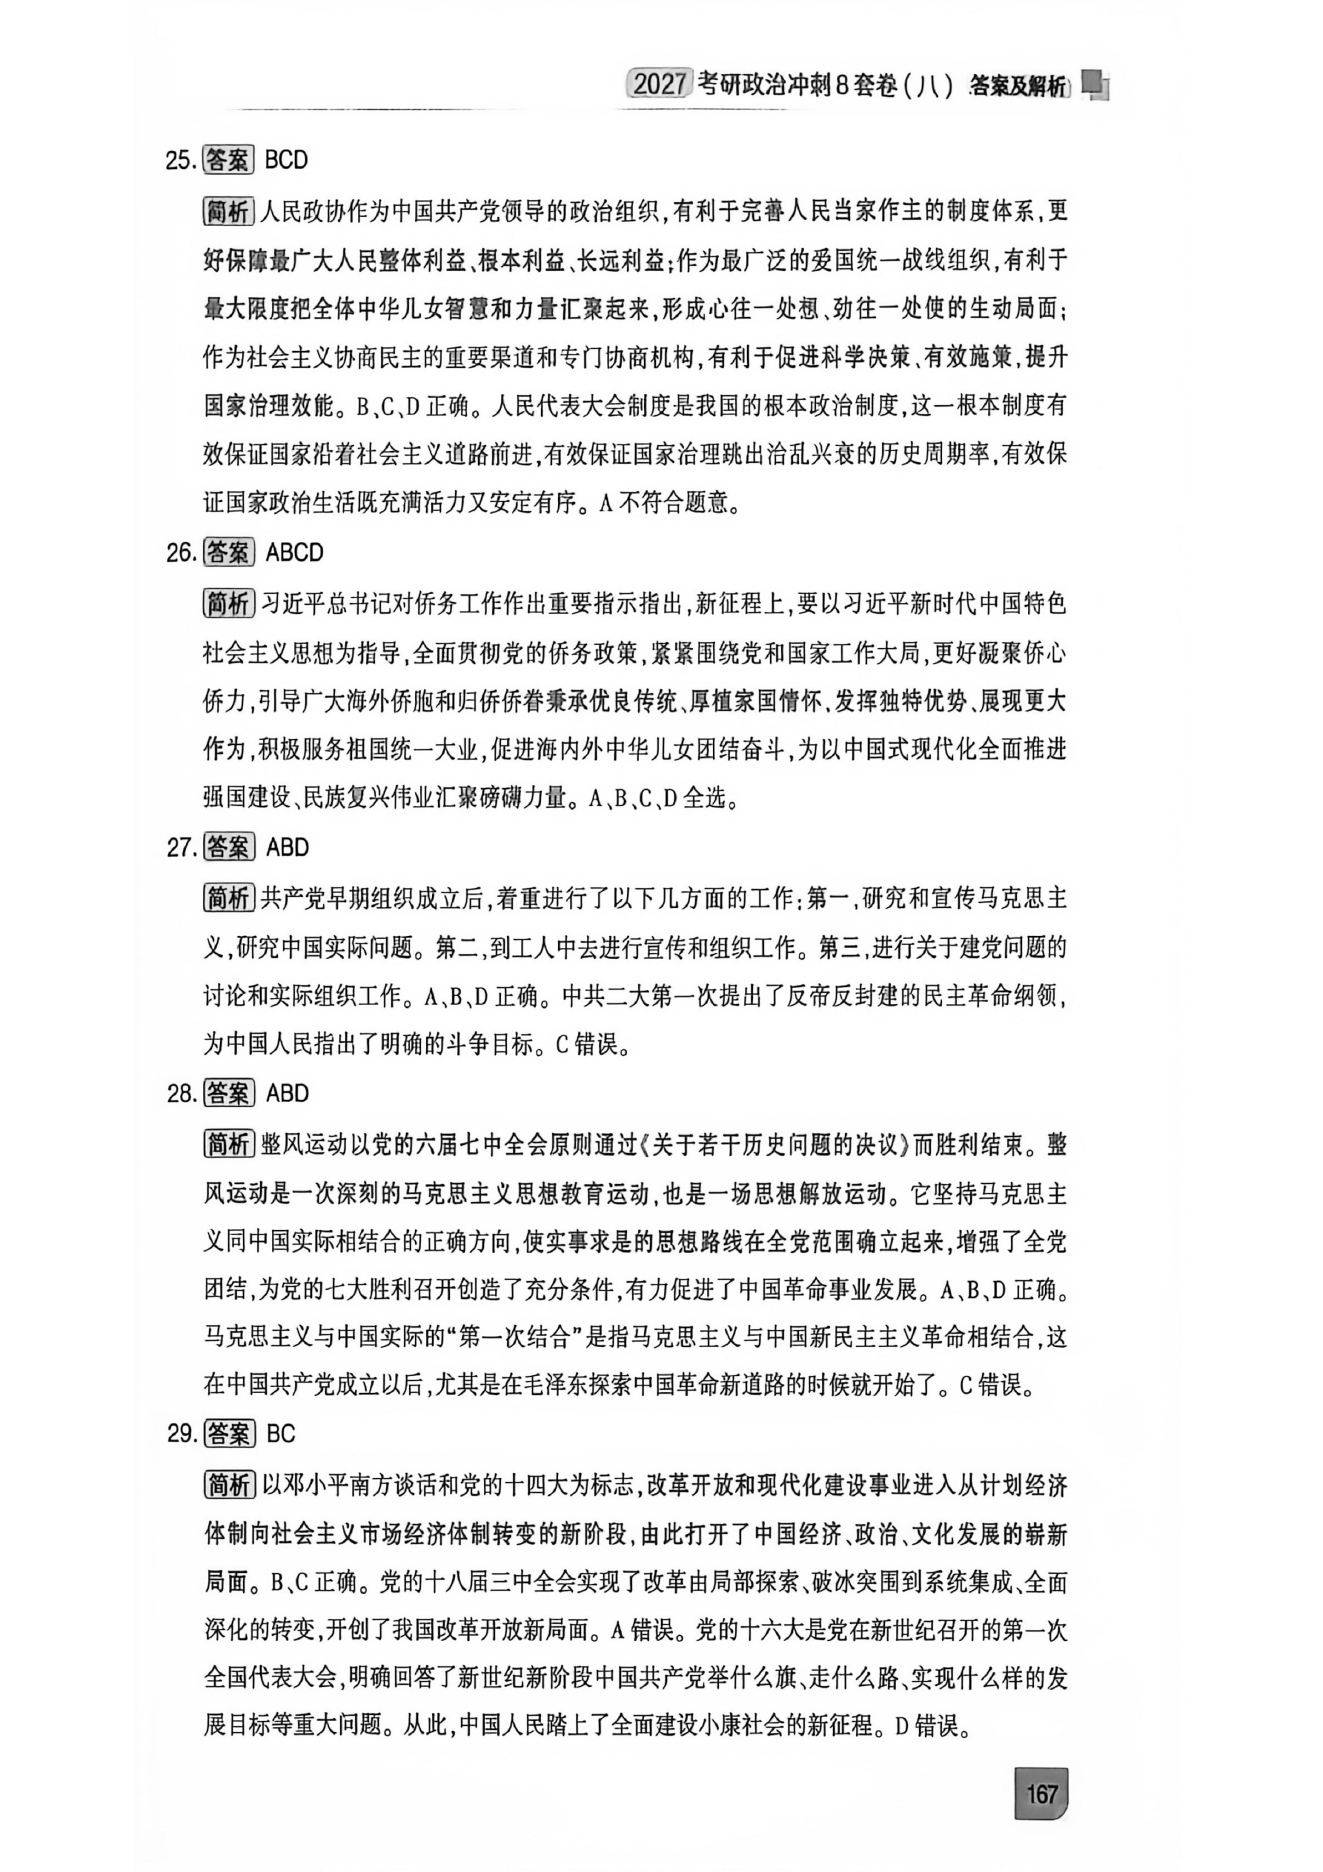 2027 考研政治冲刺8套卷(八) 答案及解析
25. 答案 BCD
简析 人民政协作为中国共产党领导的政治组织,有利于完善人民当家作主的制度体系,更
好保障最广大人民整体利益、根本利益、长远利益;作为最广泛的爱国统一战线组织,有利于
最大限度把全体中华儿女智慧和力量汇聚起来,形成心往一处想、劲往一处使的生动局面;
作为社会主义协商民主的重要渠道和专门协商机构,有利于促进科学决策、有效施策,提升
国家治理效能。B、C、D 正确。人民代表大会制度是我国的根本政治制度,这一根本制度有
效保证国家沿着社会主义道路前进,有效保证国家治理跳出治乱兴衰的历史周期率,有效保
证国家政治生活既充满活力又安定有序。A 不符合题意。
26. 答案 ABCD
简析 习近平总书记对侨务工作作出重要指示指出,新征程上,要以习近平新时代中国特色
社会主义思想为指导,全面贯彻党的侨务政策,紧紧围绕党和国家工作大局,更好凝聚侨心
侨力,引导广大海外侨胞和归侨侨眷秉承优良传统、厚植家国情怀,发挥独特优势、展现更大
作为,积极服务祖国统一大业,促进海内外中华儿女团结奋斗,为以中国式现代化全面推进
强国建设、民族复兴伟业汇聚磅礴力量。A、B、C、D 全选。
27. 答案 ABD
简析 共产党早期组织成立后,着重进行了以下几方面的工作:第一,研究和宣传马克思主
义,研究中国实际问题。第二,到工人中去进行宣传和组织工作。第三,进行关于建党问题的
讨论和实际组织工作。A、B、D 正确。中共二大第一次提出了反帝反封建的民主革命纲领,
为中国人民指出了明确的斗争目标。C 错误。
28. 答案 ABD
简析 整风运动以党的六届七中全会原则通过《关于若干历史问题的决议》而胜利结束。整
风运动是一次深刻的马克思主义思想教育运动,也是一场思想解放运动。它坚持马克思主
义同中国实际相结合的正确方向,使实事求是的思想路线在全党范围确立起来,增强了全党
团结,为党的七大胜利召开创造了充分条件,有力促进了中国革命事业发展。A、B、D 正确。
马克思主义与中国实际的“第一次结合”是指马克思主义与中国新民主主义革命相结合,这
在中国共产党成立以后,尤其是在毛泽东探索中国革命新道路的时候就开始了。C 错误。
29. 答案 BC
简析 以邓小平南方谈话和党的十四大为标志,改革开放和现代化建设事业进入从计划经济
体制向社会主义市场经济体制转变的新阶段,由此打开了中国经济、政治、文化发展的崭新
局面。B、C 正确。党的十八届三中全会实现了改革由局部探索、破冰突围到系统集成、全面
深化的转变,开创了我国改革开放新局面。A 错误。党的十六大是党在新世纪召开的第一次
全国代表大会,明确回答了新世纪新阶段中国共产党举什么旗、走什么路、实现什么样的发
展目标等重大问题。从此,中国人民踏上了全面建设小康社会的新征程。D 错误。
167